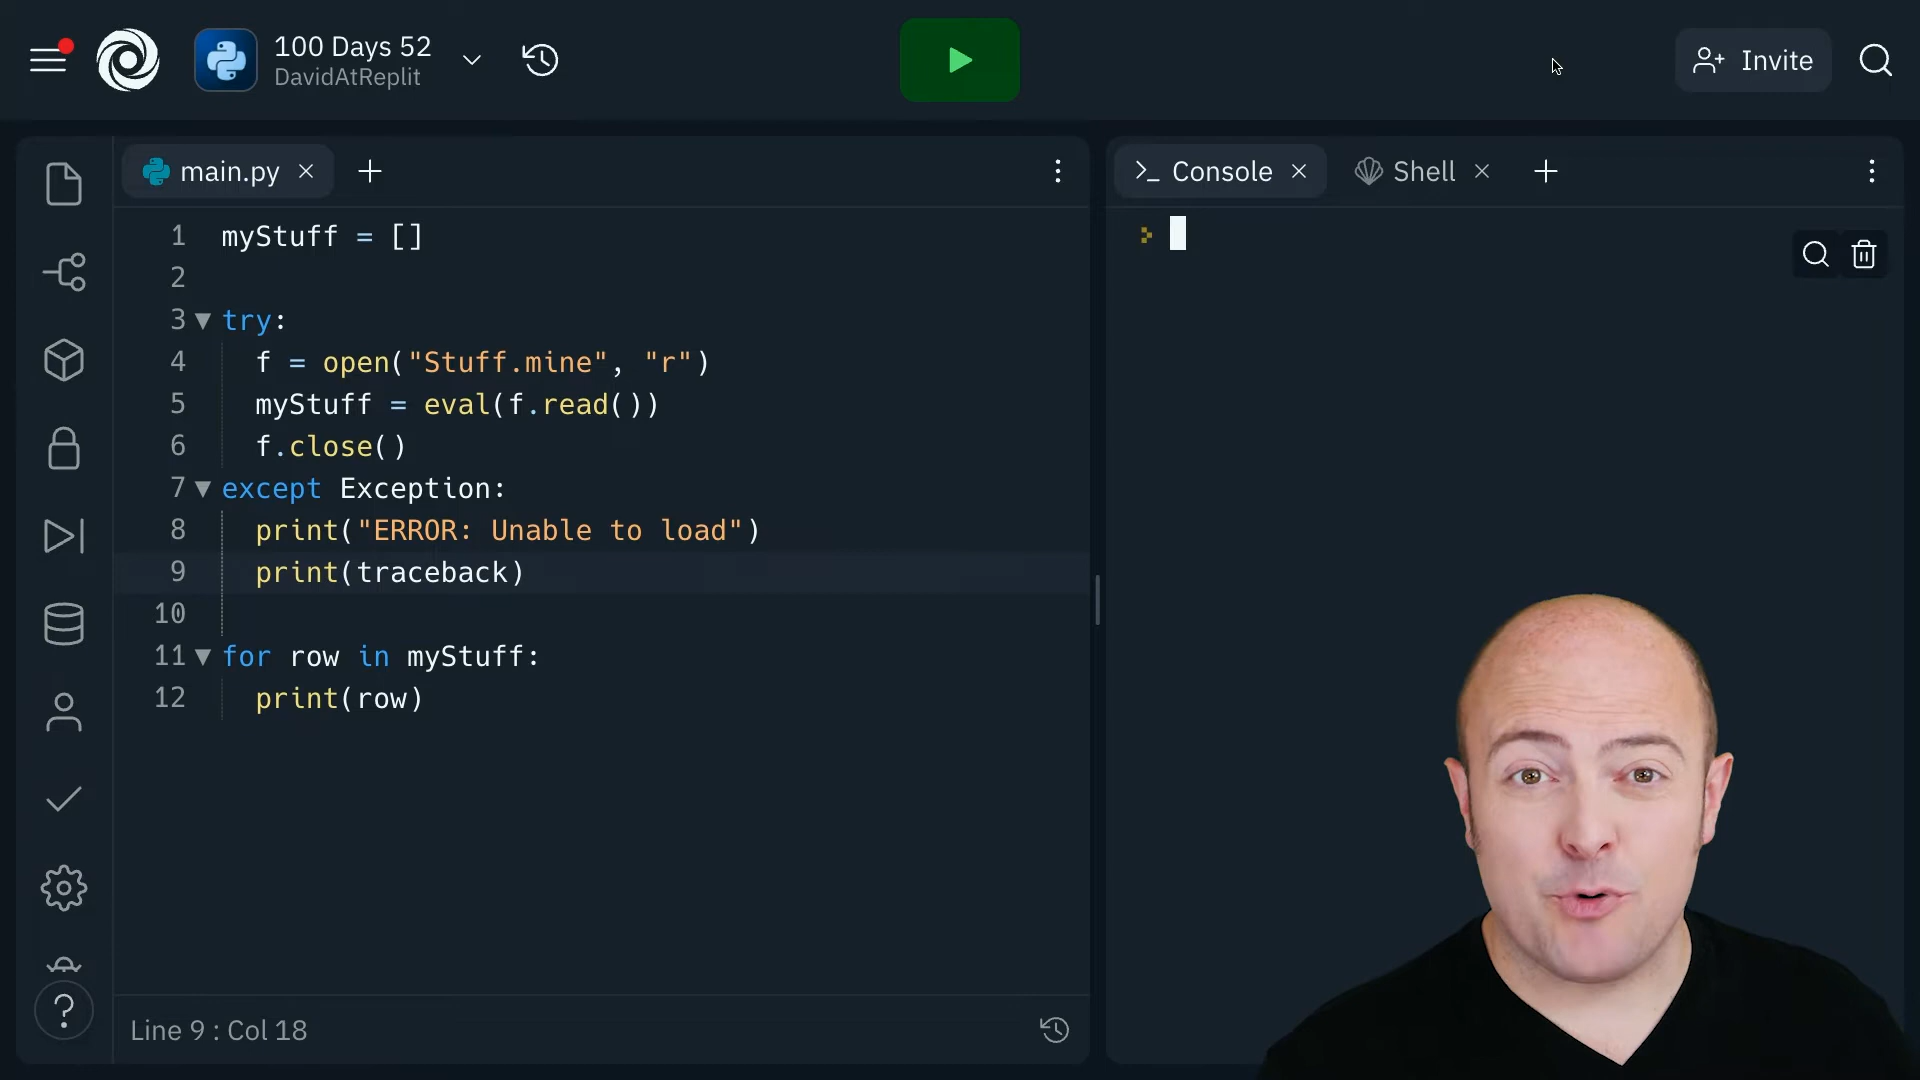 100 Days 52
DavidAtReplit
Invite
main.py
Console
Shell
1 myStuff = []
2
3 try:
4 f = open("Stuff.mine", "r")
5 myStuff = eval(f.read())
6 f.close()
7 except Exception:
8 print("ERROR: Unable to load")
9 print(traceback)
10
11 for row in myStuff:
12 print(row)
Line 9 : Col 18